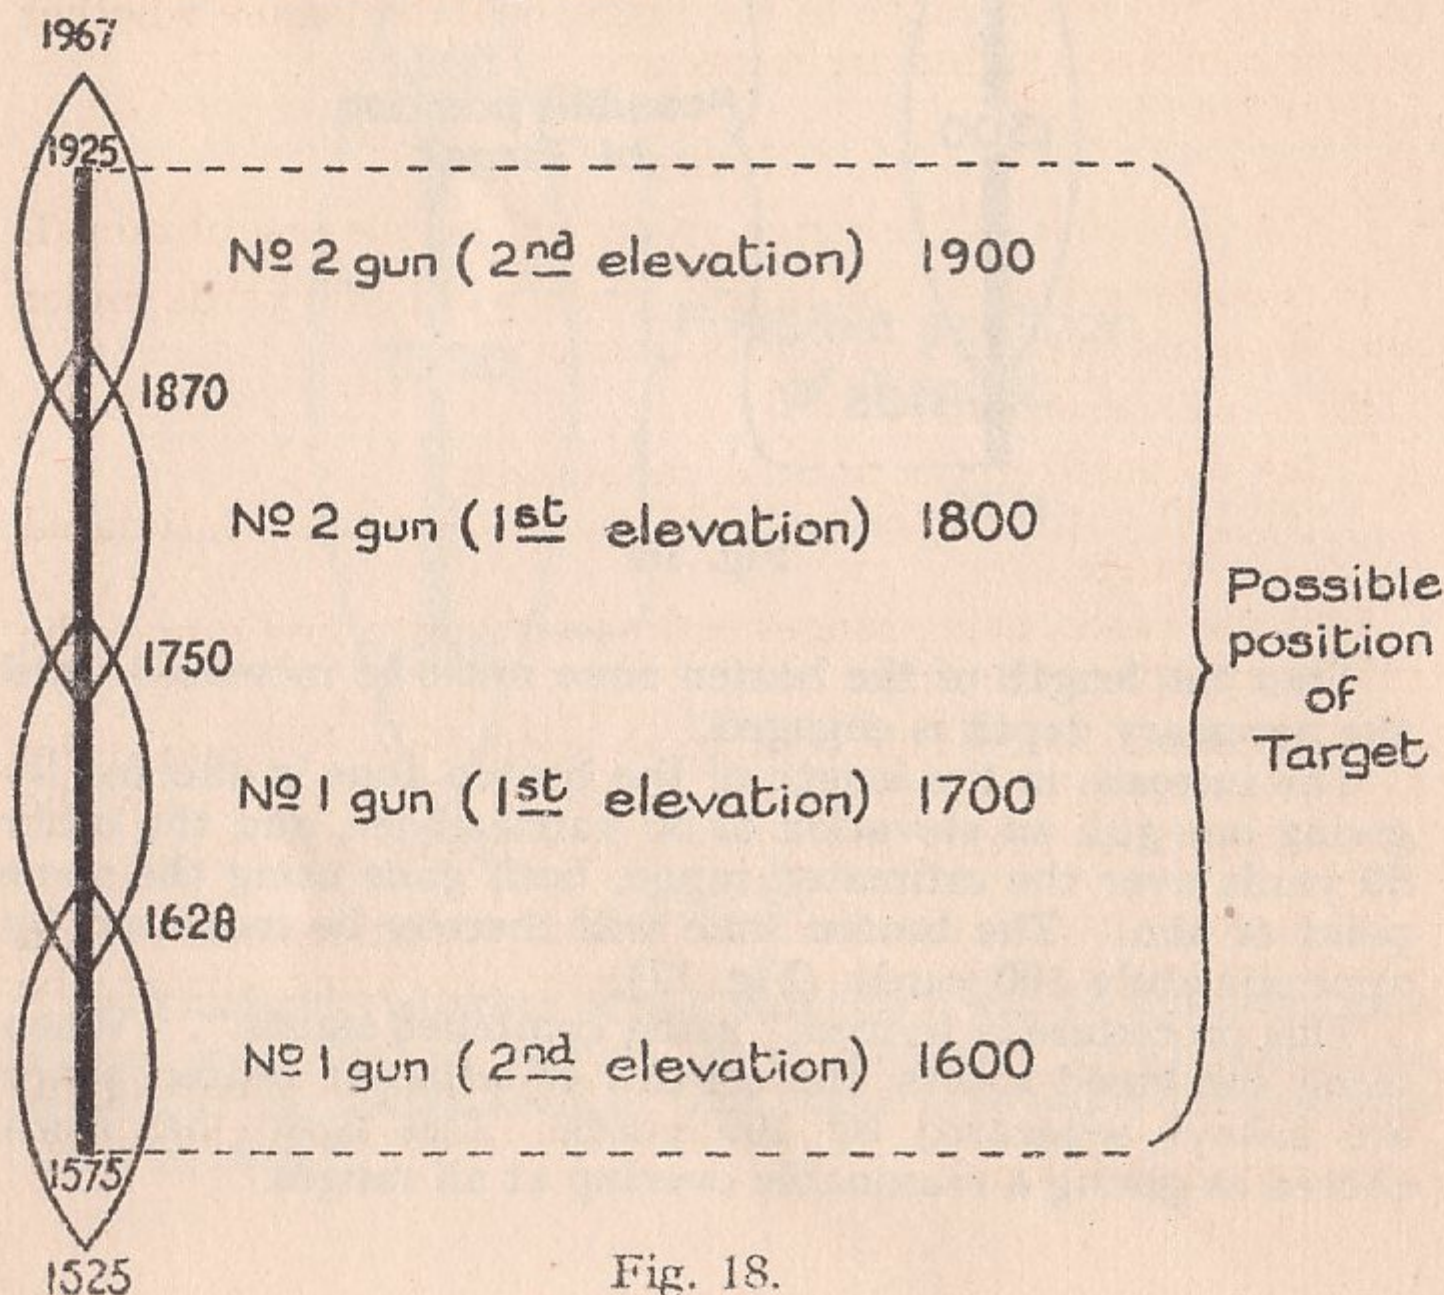 1967
1925
Nº 2 gun (2nd elevation) 1900
1870
Nº 2 gun (1st elevation) 1800
1750
Nº 1 gun (1st elevation) 1700
1628
Nº 1 gun (2nd elevation) 1600
1575
1525
Possible
position
of
Target
Fig. 18.